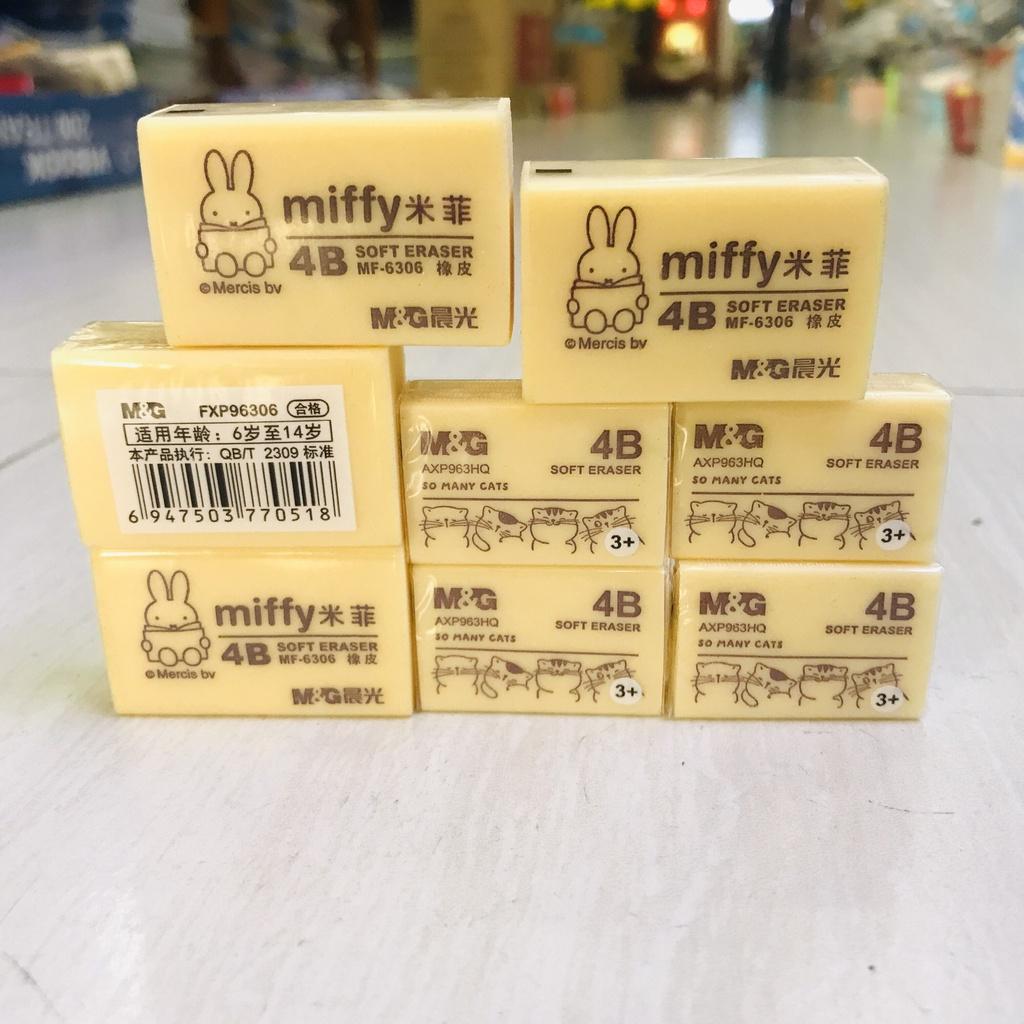 miffy米菲
4B SOFT ERASER
MF-6306 橡皮
©Mercis bv
M&G晨光
miffy米菲
4B SOFT ERASER
MF-6306 橡皮
©Mercis bv
M&G晨光
M&G FXP96306 合格
适用年龄：6岁至14岁
本产品执行：QB/T 2309 标准
6 947503 770518
M&G 4B
AXP963HQ SOFT ERASER
SO MANY CATS
3+
M&G 4B
AXP963HQ SOFT ERASER
SO MANY CATS
3+
miffy米菲
4B SOFT ERASER
MF-6306 橡皮
©Mercis bv
M&G晨光
M&G 4B
AXP963HQ SOFT ERASER
SO MANY CATS
3+
M&G 4B
AXP963HQ SOFT ERASER
SO MANY CATS
3+